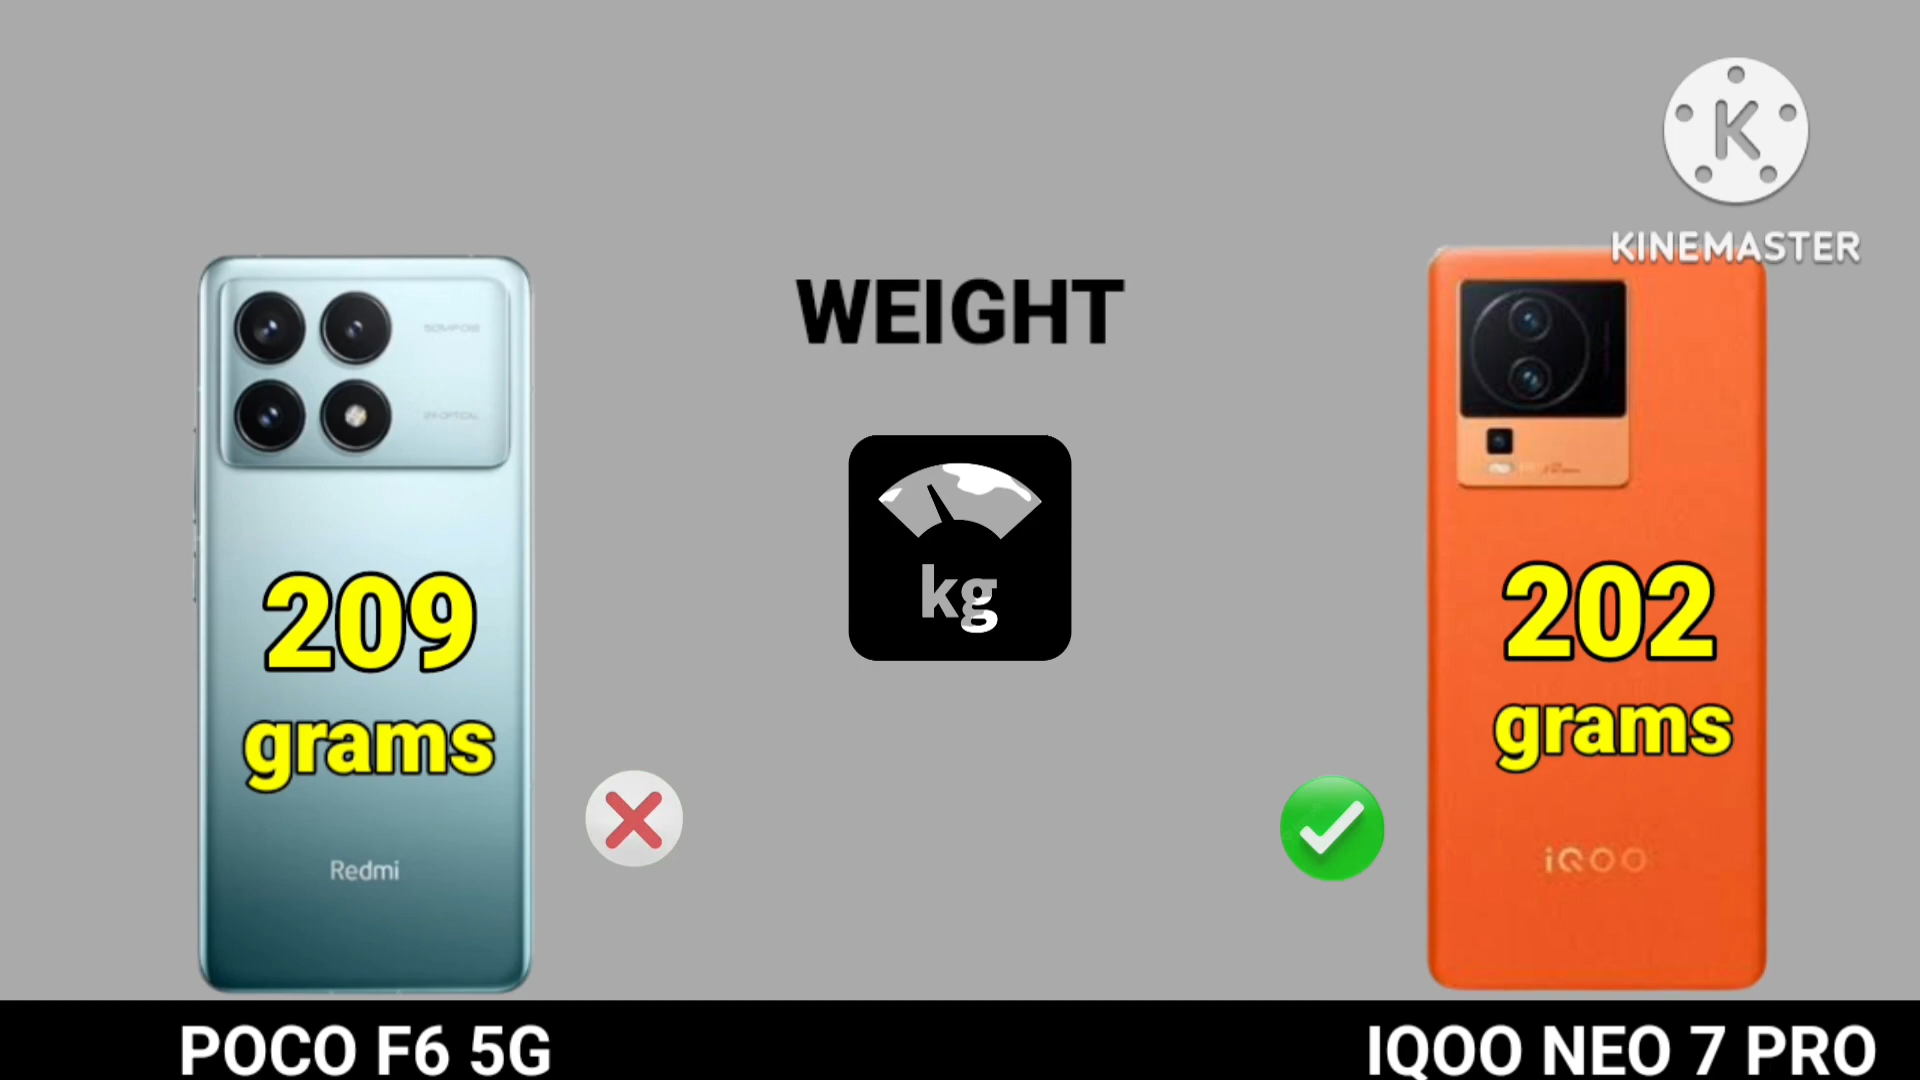 KINEMASTER
WEIGHT
kg
209
grams
Redmi
202
grams
iQOO
POCO F6 5G
IQOO NEO 7 PRO